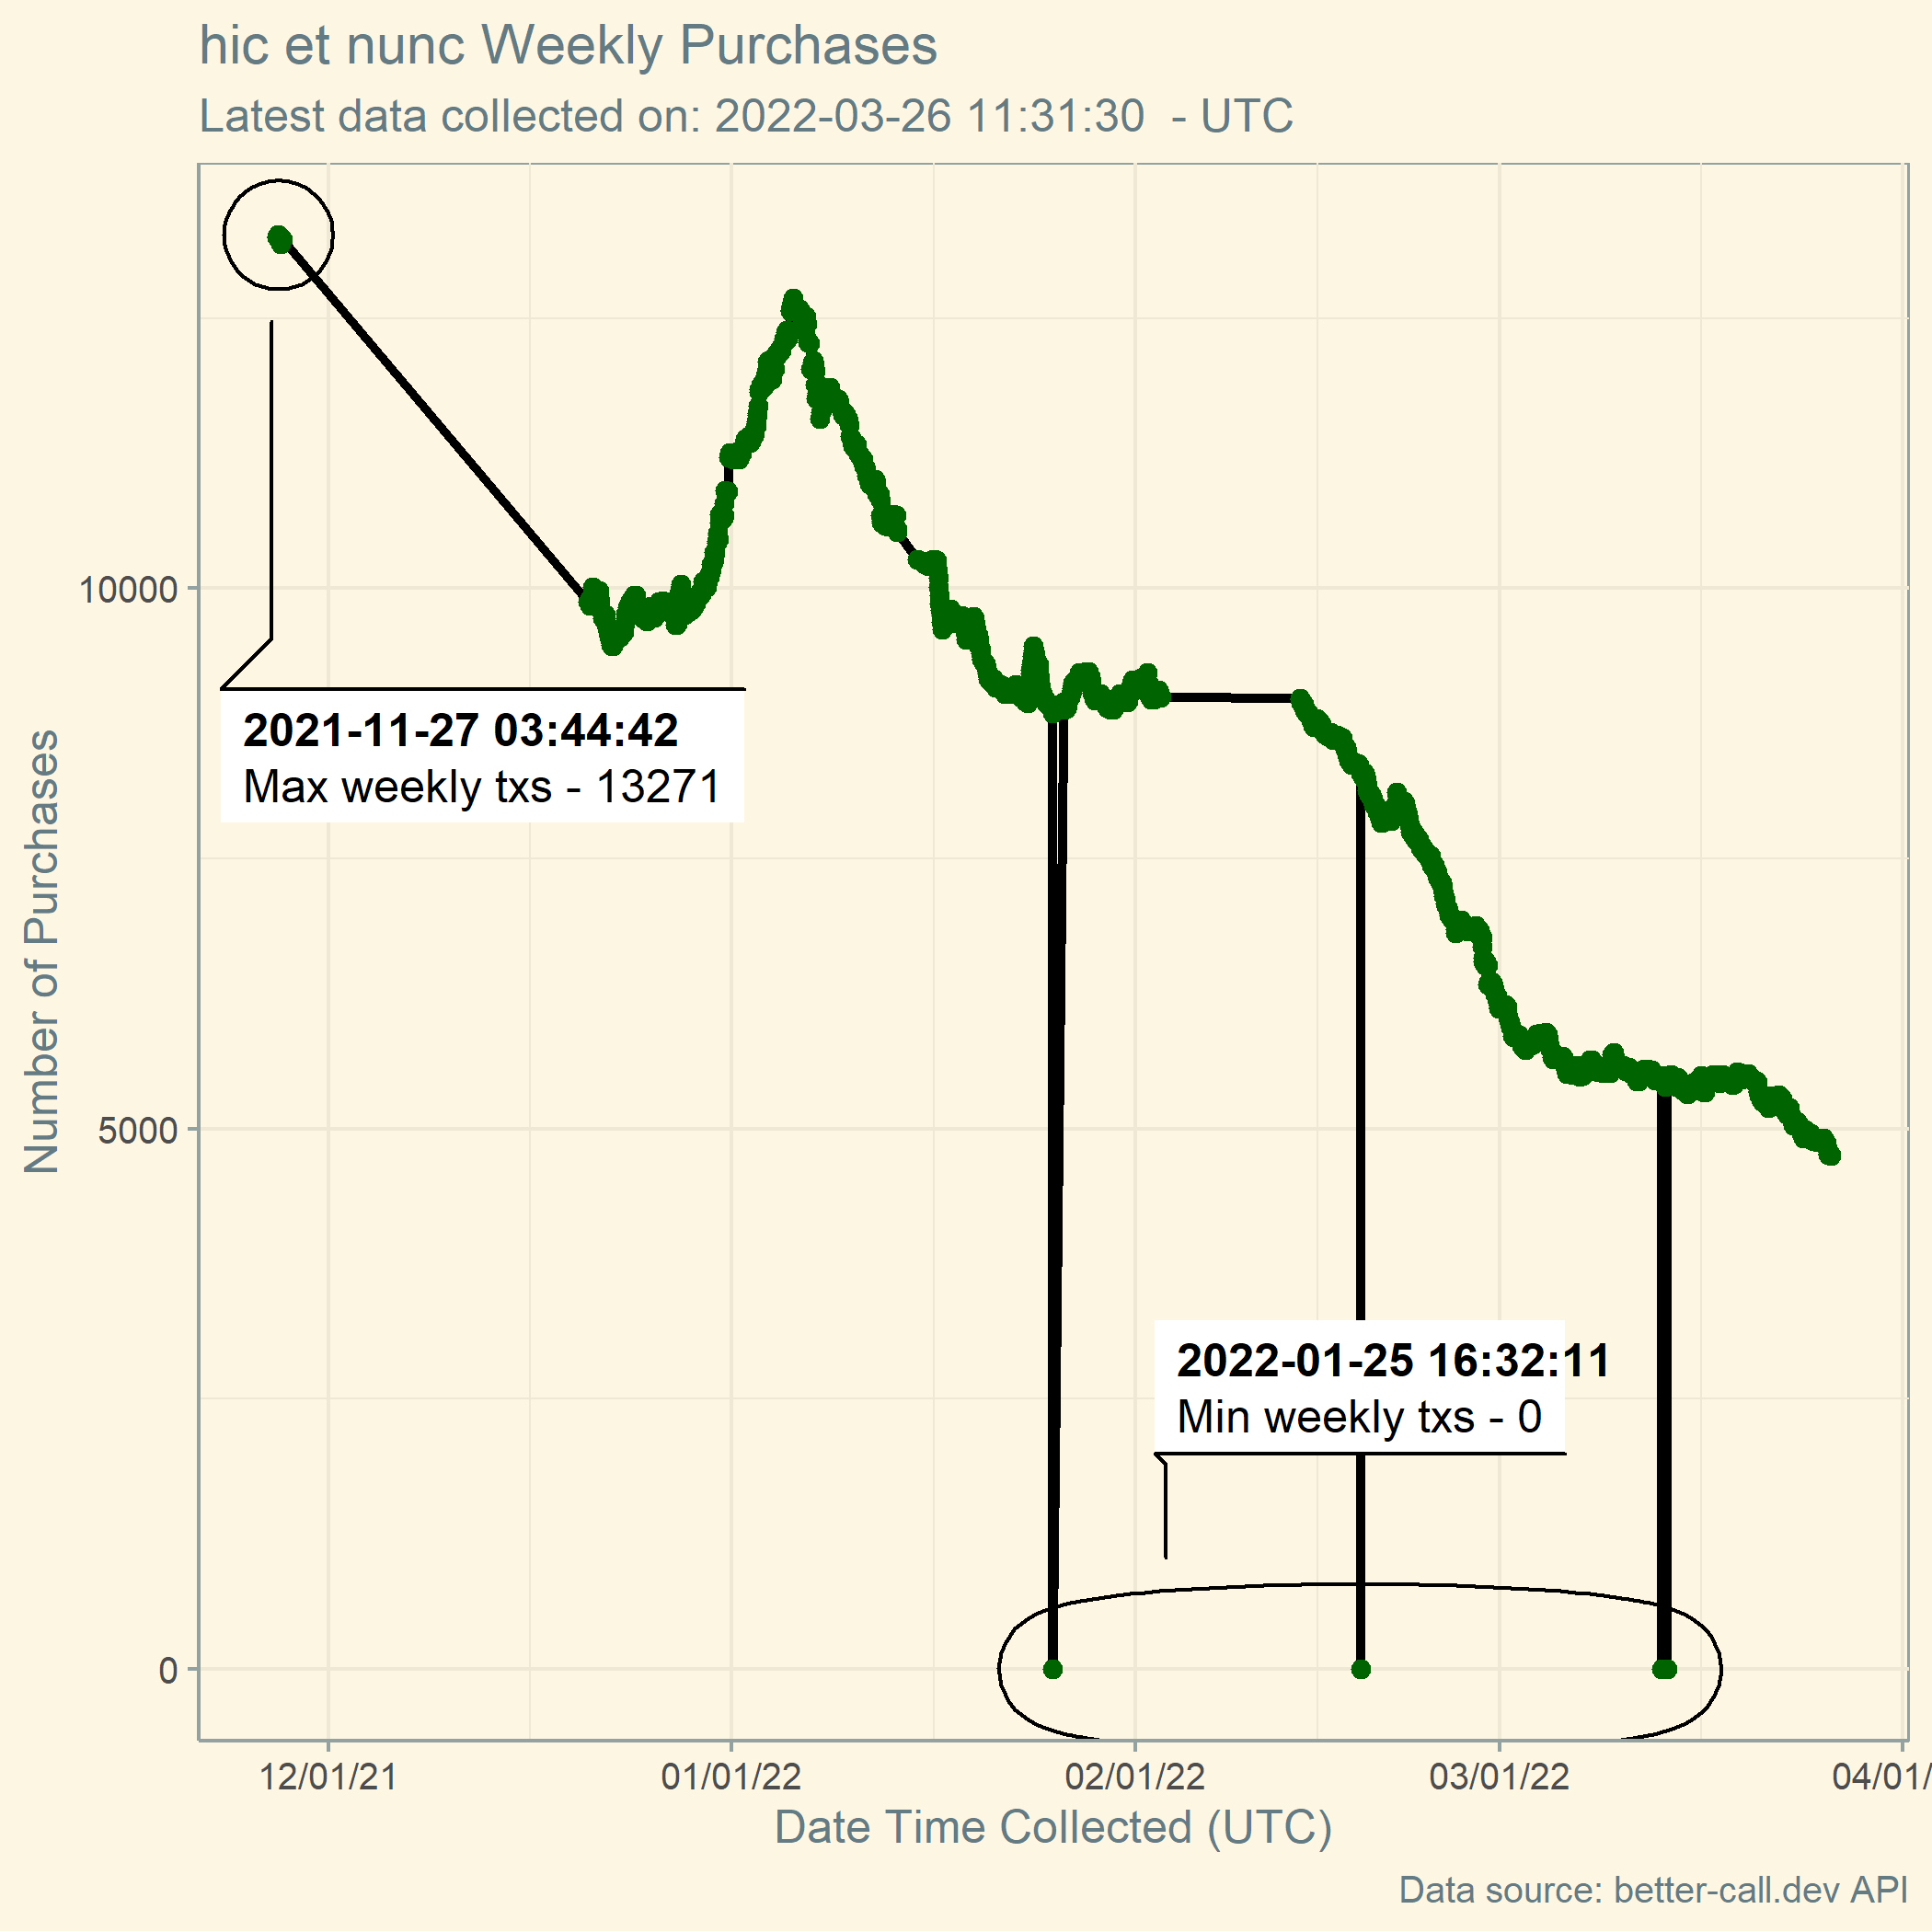 hic et nunc Weekly Purchases
Latest data collected on: 2022-03-26 11:31:30  - UTC
Number of Purchases
10000
5000
0
2021-11-27 03:44:42
Max weekly txs - 13271
2022-01-25 16:32:11
Min weekly txs - 0
12/01/21
01/01/22
02/01/22
03/01/22
04/01/
Date Time Collected (UTC)
Data source: better-call.dev API